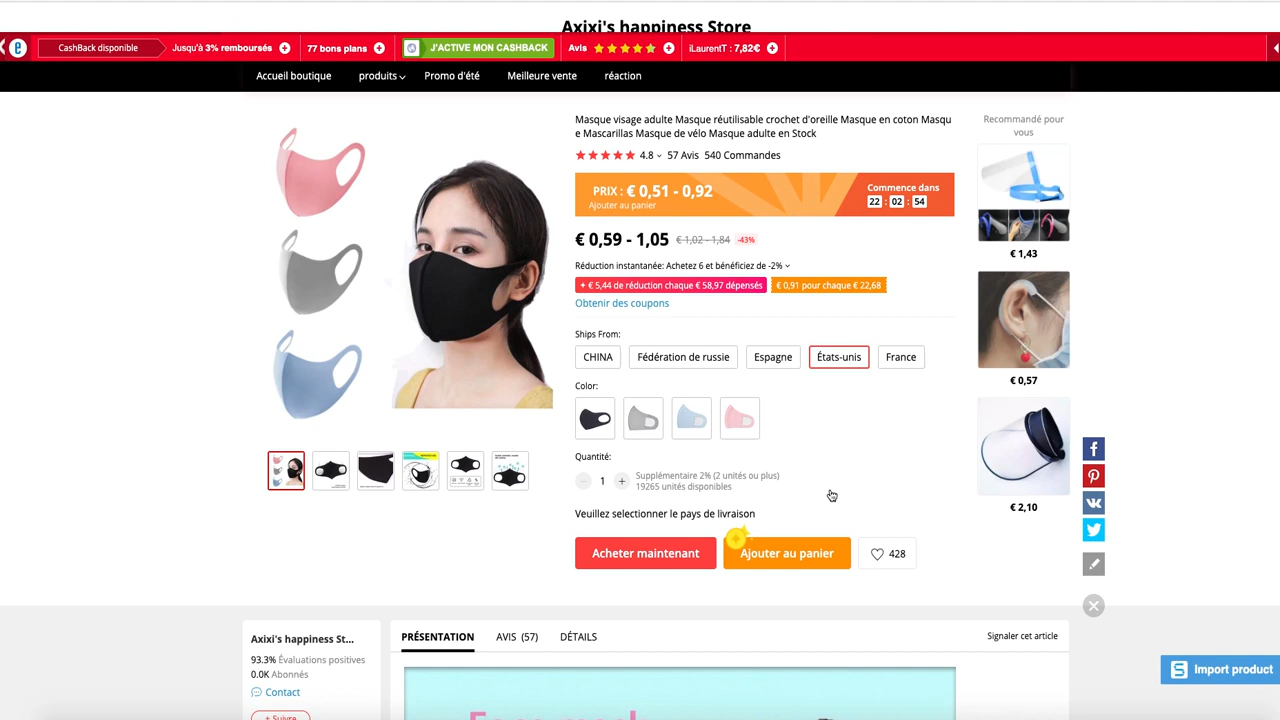 Axixi's happiness Store
CashBack disponible
Jusqu'à 3% remboursés
77 bons plans
J'ACTIVE MON CASHBACK
Avis
iLaurentT : 7,82€
Accueil boutique
produits
Promo d'été
Meilleure vente
réaction
Masque visage adulte Masque réutilisable crochet d'oreille Masque en coton Masqu
e Mascarillas Masque de vélo Masque adulte en Stock
4.8 57 Avis 540 Commandes
PRIX : € 0,51 - 0,92
Ajouter au panier
Commence dans
22 : 02 : 54
€ 0,59 - 1,05 € 1,02 - 1,84 -43%
Réduction instantanée: Achetez 6 et bénéficiez de -2%
+ € 5,44 de réduction chaque € 58,97 dépensés
€ 0,91 pour chaque € 22,68
Obtenir des coupons
Ships From:
CHINA
Fédération de russie
Espagne
États-unis
France
Color:
Quantité:
1
Supplémentaire 2% (2 unités ou plus)
19265 unités disponibles
Veuillez selectionner le pays de livraison
Acheter maintenant
Ajouter au panier
428
Recommandé pour
vous
€ 1,43
€ 0,57
€ 2,10
Axixi's happiness St...
93.3% Évaluations positives
0.0K Abonnés
Contact
+ Suivre
PRÉSENTATION
AVIS (57)
DÉTAILS
Signaler cet article
Import product